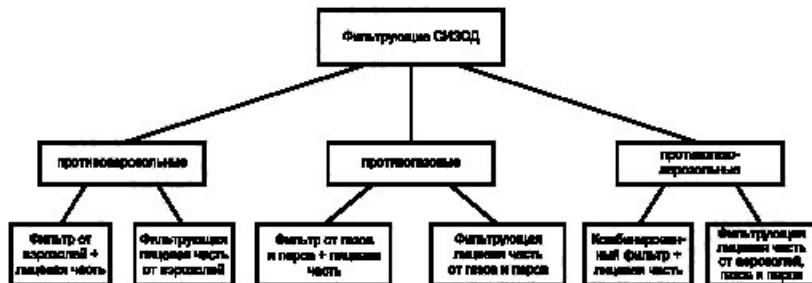 Фильтрующие СИЗОД
противоаэрозольные
противогазовые
противогазо-
аэрозольные
Фильтр от
аэрозолей +
лицевая часть
Фильтрующая
лицевая часть
от аэрозолей
Фильтр от газов
и паров + лицевая
часть
Фильтрующая
лицевая часть
от газов и паров
Комбинирован-
ный фильтр +
лицевая часть
Фильтрующая
лицевая часть
от аэрозолей,
газов и паров